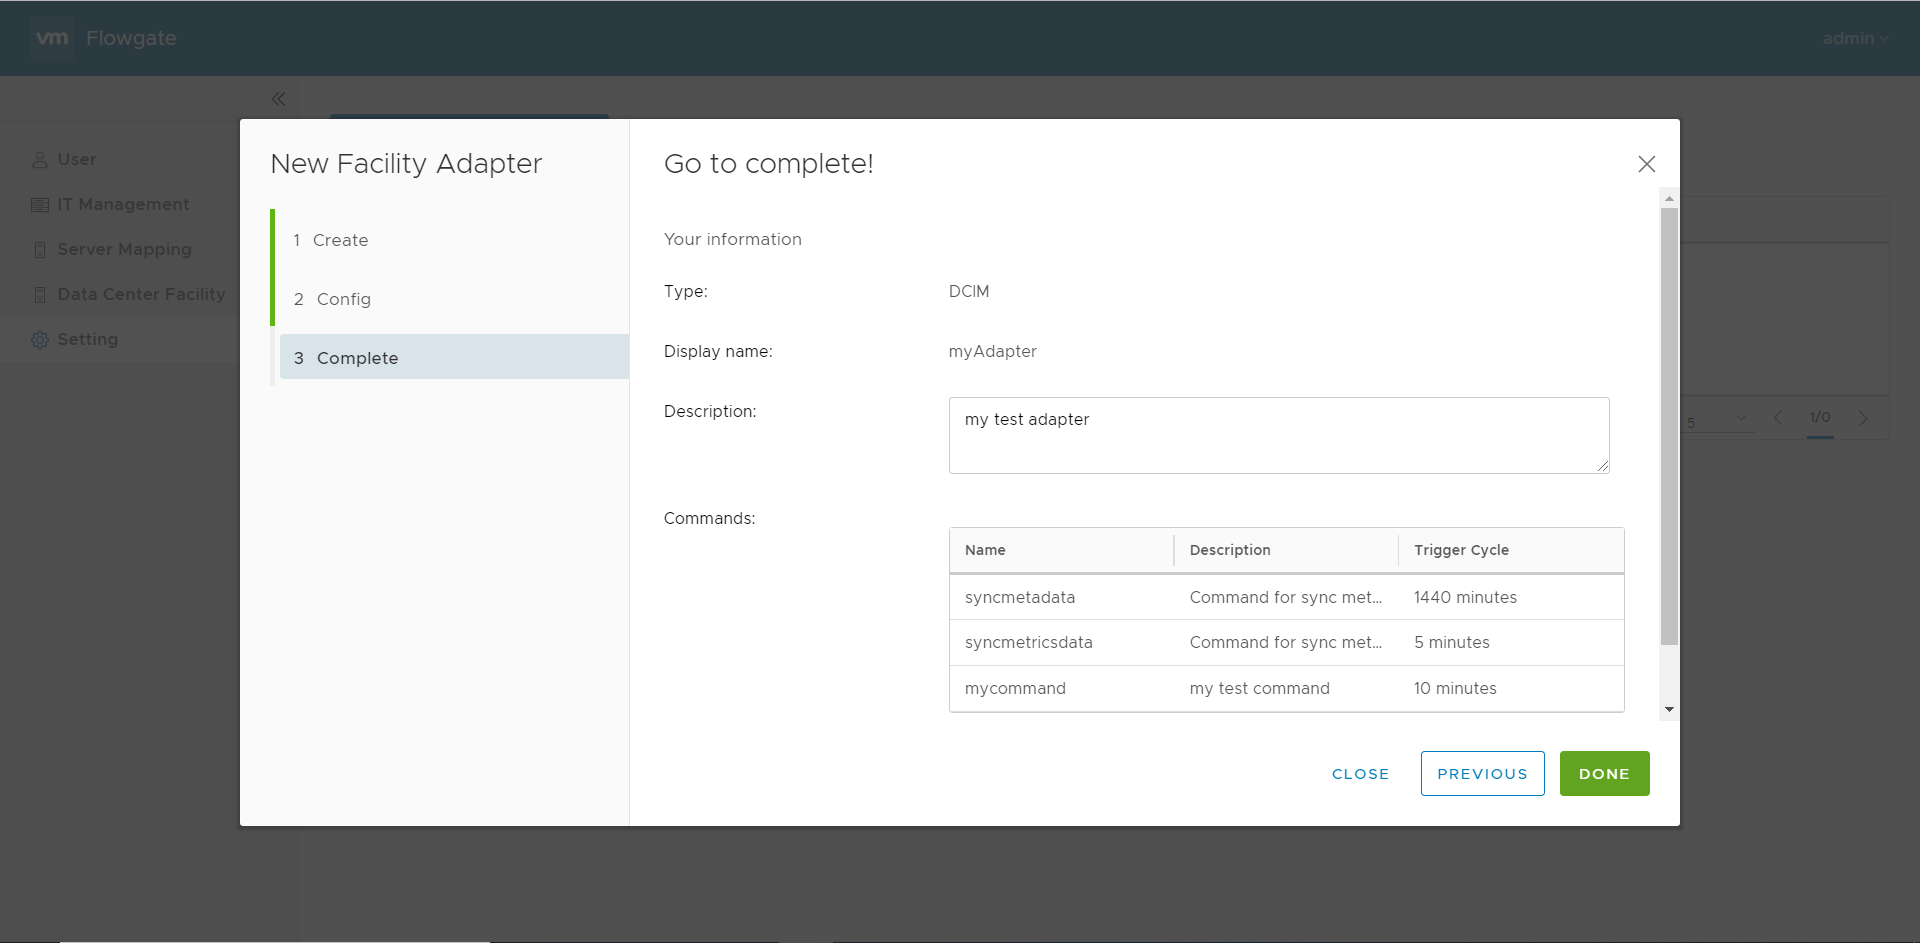 vm Flowgate
admin
User
IT Management
Server Mapping
Data Center Facility
Setting
New Facility Adapter
1 Create
2 Config
3 Complete
Go to complete!
Your information
Type: DCIM
Display name: myAdapter
Description: my test adapter
Commands:
Name Description Trigger Cycle
syncmetadata Command for sync met... 1440 minutes
syncmetricsdata Command for sync met... 5 minutes
mycommand my test command 10 minutes
CLOSE PREVIOUS DONE
5 1/0